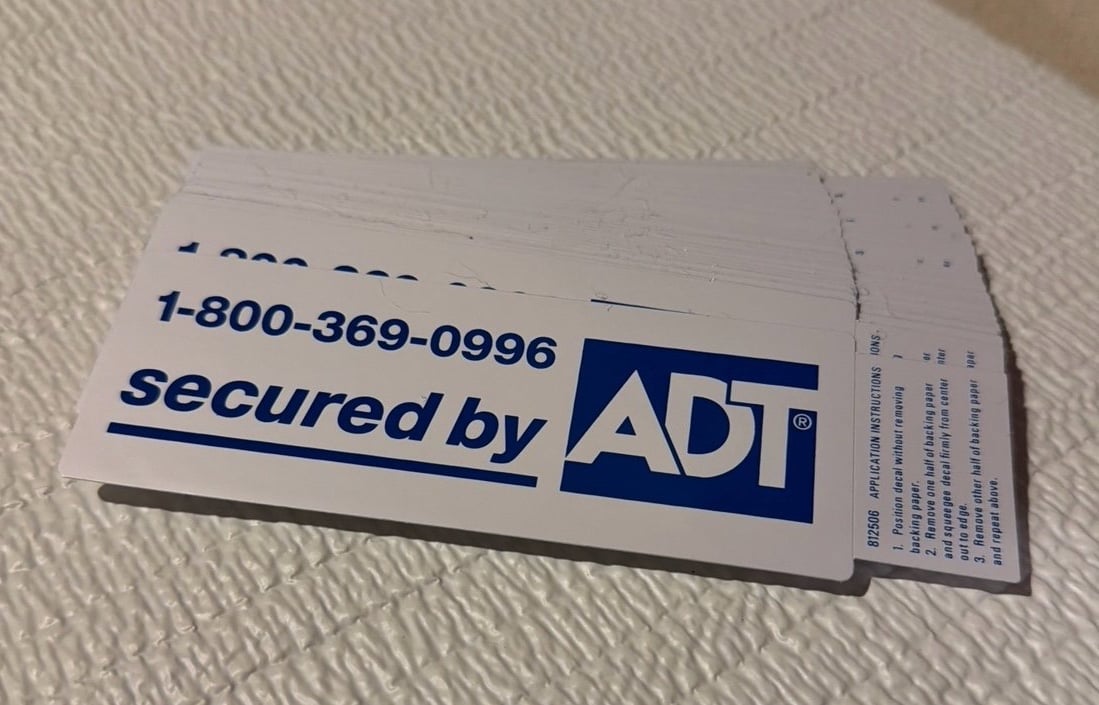 1-800-369-0996
secured by
ADT®
812506 APPLICATION INSTRUCTIONS
1. Position decal without removing
backing paper.
2. Remove one half of backing paper
and squeegee decal firmly from center
out to edge.
3. Remove other half of backing paper
and repeat above.